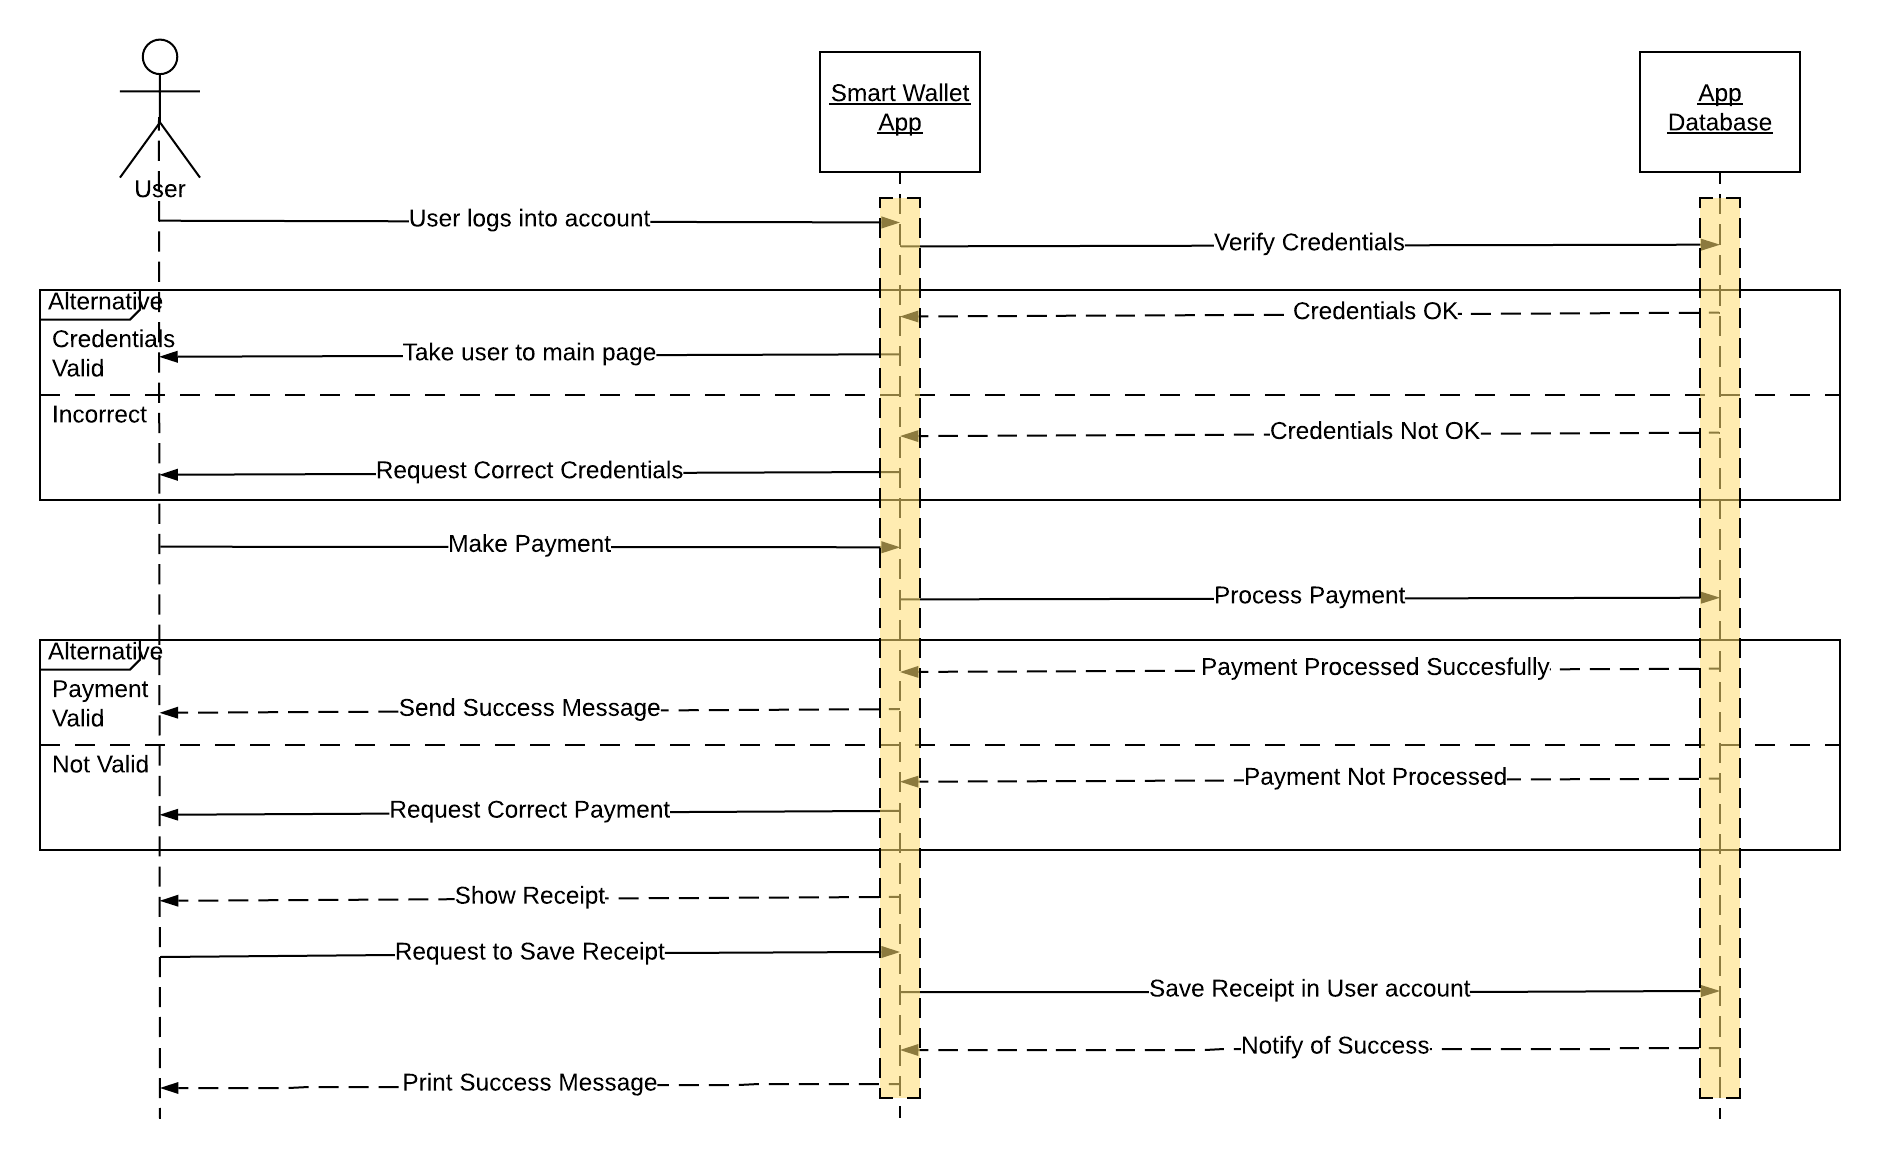 Smart Wallet
App
App
Database
User
User logs into account
Verify Credentials
Alternative
Credentials OK
Credentials
Valid
Take user to main page
Incorrect
Credentials Not OK
Request Correct Credentials
Make Payment
Process Payment
Alternative
Payment Processed Succesfully
Payment
Valid
Send Success Message
Not Valid
Payment Not Processed
Request Correct Payment
Show Receipt
Request to Save Receipt
Save Receipt in User account
Notify of Success
Print Success Message